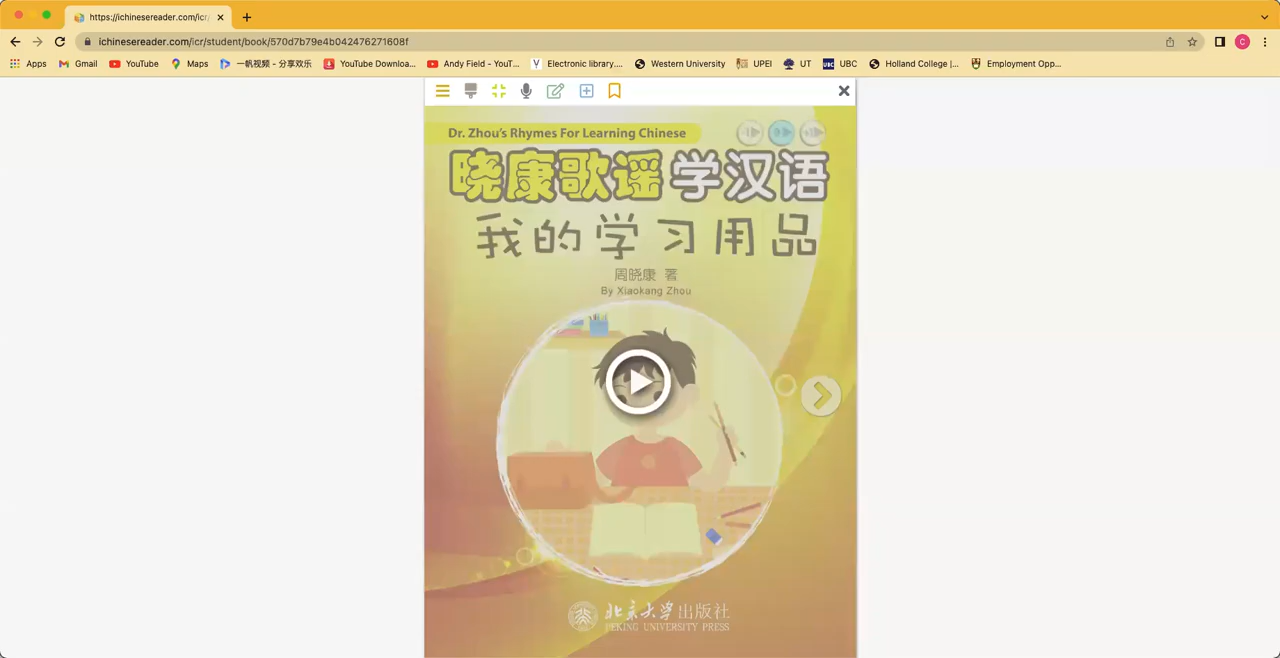 https://ichinesereader.com/icr/
ichinesereader.com/icr/student/book/570d7b79e4b042476271608f
Apps
Gmail
YouTube
Maps
一帆视频 - 分享欢乐
YouTube Downloa...
Andy Field - YouT...
Electronic library....
Western University
UPEI
UT
UBC
Holland College |...
Employment Opp...
Dr. Zhou's Rhymes For Learning Chinese
晓康歌谣学汉语
我的学习用品
周晓康 著
By Xiaokang Zhou
北京大学出版社
PEKING UNIVERSITY PRESS